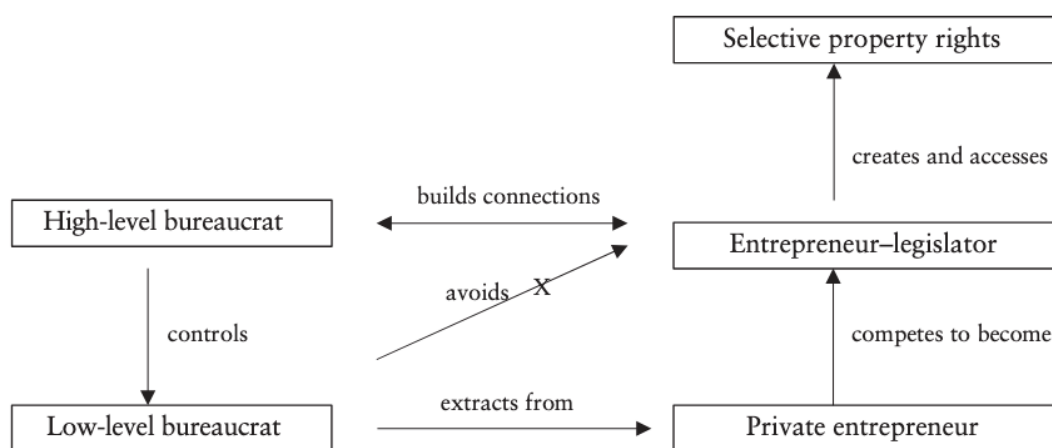 Selective property rights
creates and accesses
builds connections
High-level bureaucrat
Entrepreneur–legislator
avoids X
controls
competes to become
extracts from
Low-level bureaucrat
Private entrepreneur